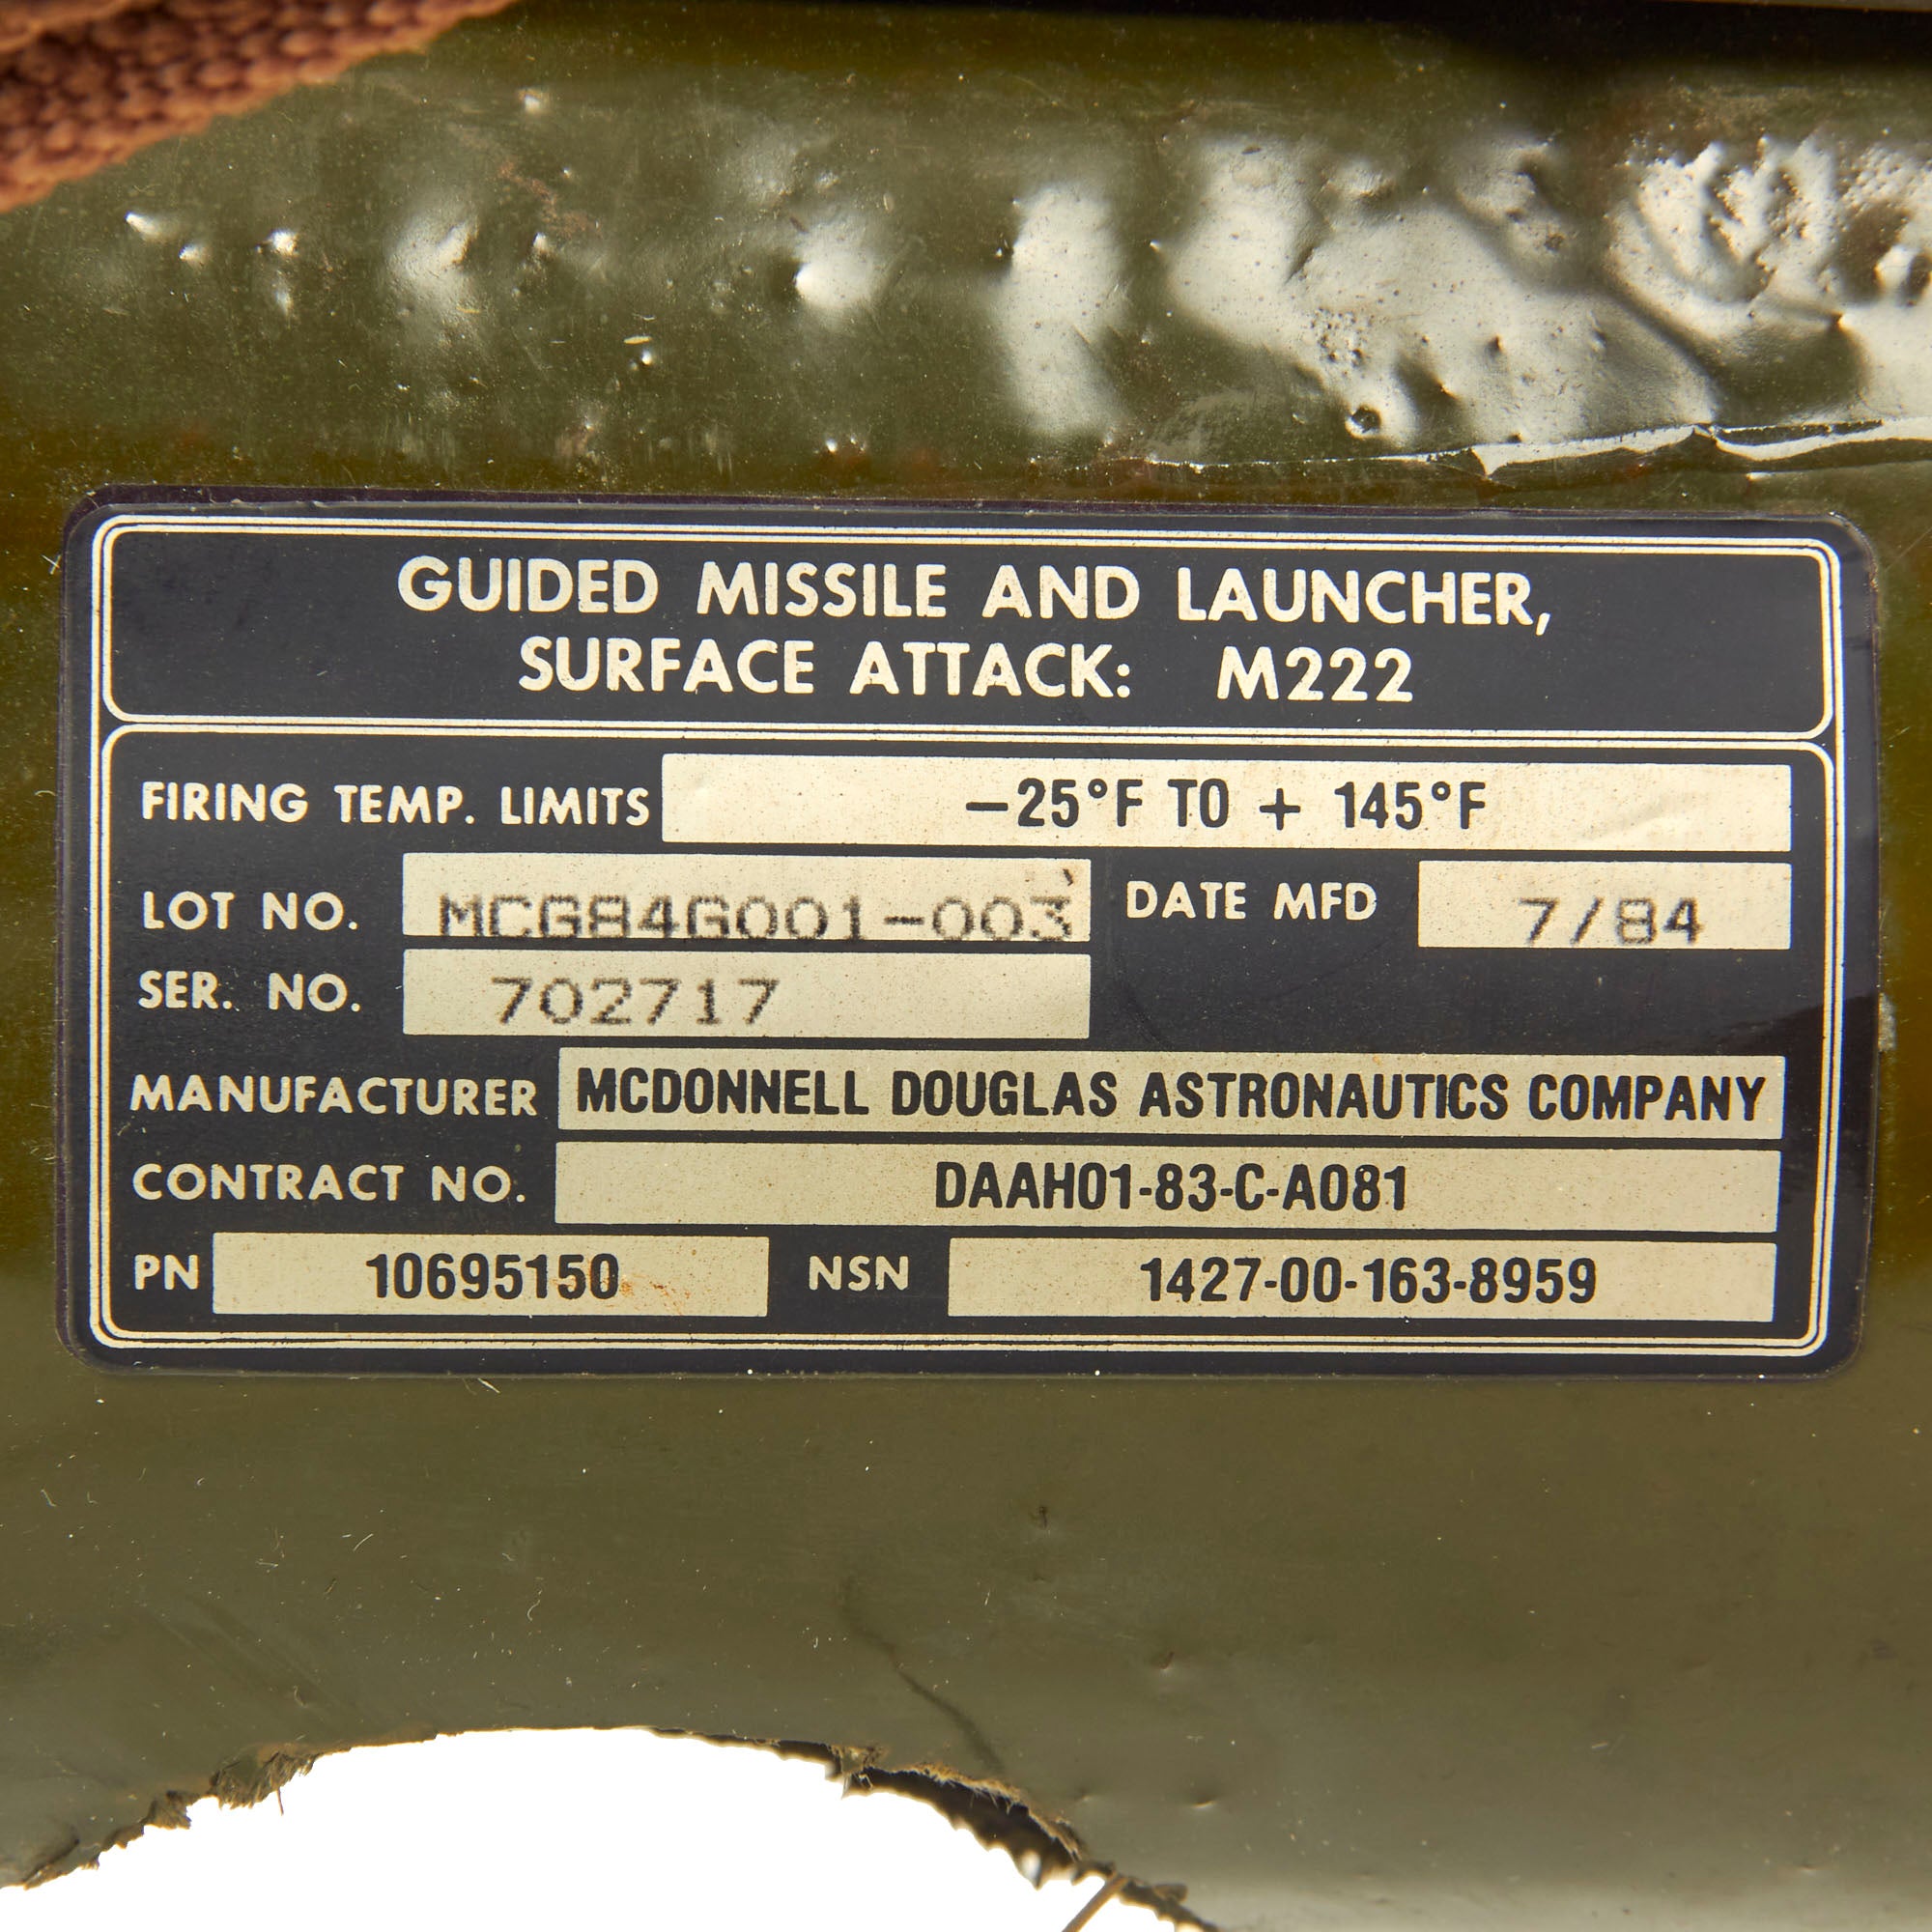 GUIDED MISSILE AND LAUNCHER,
SURFACE ATTACK: M222
FIRING TEMP. LIMITS −25°F TO + 145°F
LOT NO. MCG84G001-003 DATE MFD 7/84
SER. NO. 702717
MANUFACTURER MCDONNELL DOUGLAS ASTRONAUTICS COMPANY
CONTRACT NO. DAAH01-83-C-A081
PN 10695150 NSN 1427-00-163-8959